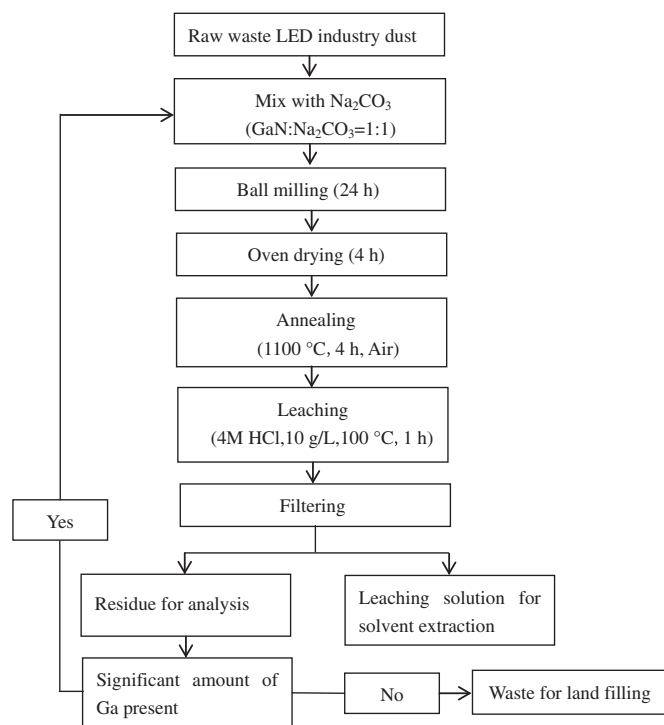 Raw waste LED industry dust
Mix with Na₂CO₃
(GaN:Na₂CO₃=1:1)
Ball milling (24 h)
Oven drying (4 h)
Annealing
(1100 °C, 4 h, Air)
Leaching
(4M HCl,10 g/L,100 °C, 1 h)
Filtering
Yes
Residue for analysis
Leaching solution for
solvent extraction
Significant amount of
Ga present
No
Waste for land filling